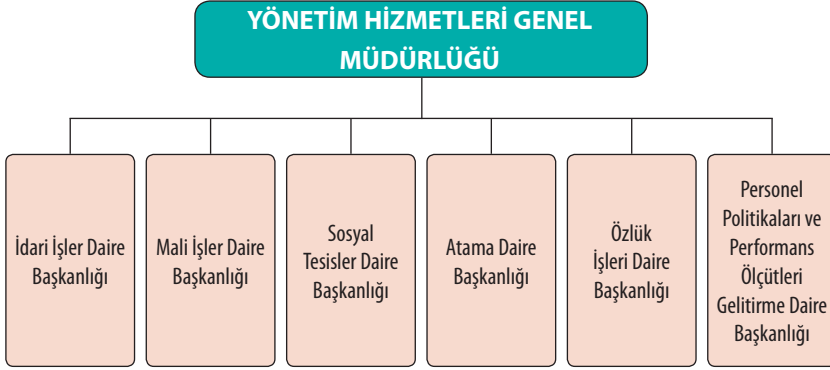 YÖNETİM HİZMETLERİ GENEL
MÜDÜRLÜĞÜ
İdari İşler Daire
Başkanlığı
Mali İşler Daire
Başkanlığı
Sosyal
Tesisler Daire
Başkanlığı
Atama Daire
Başkanlığı
Özlük
İşleri Daire
Başkanlığı
Personel
Politikaları ve
Performans
Ölçütleri
Gelitirme Daire
Başkanlığı